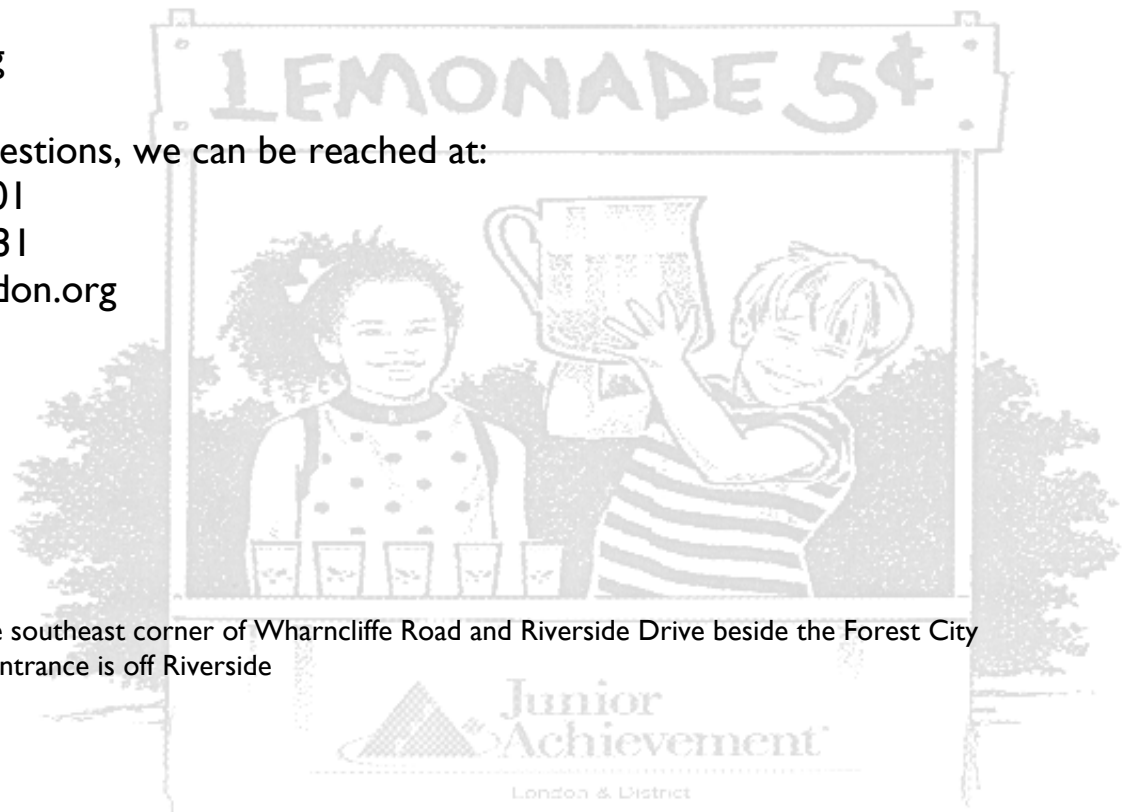 g
LEMONADE 5¢
estions, we can be reached at:
01
31
don.org
e southeast corner of Wharncliffe Road and Riverside Drive beside the Forest City
ntrance is off Riverside
Junior
Achievement
London & District